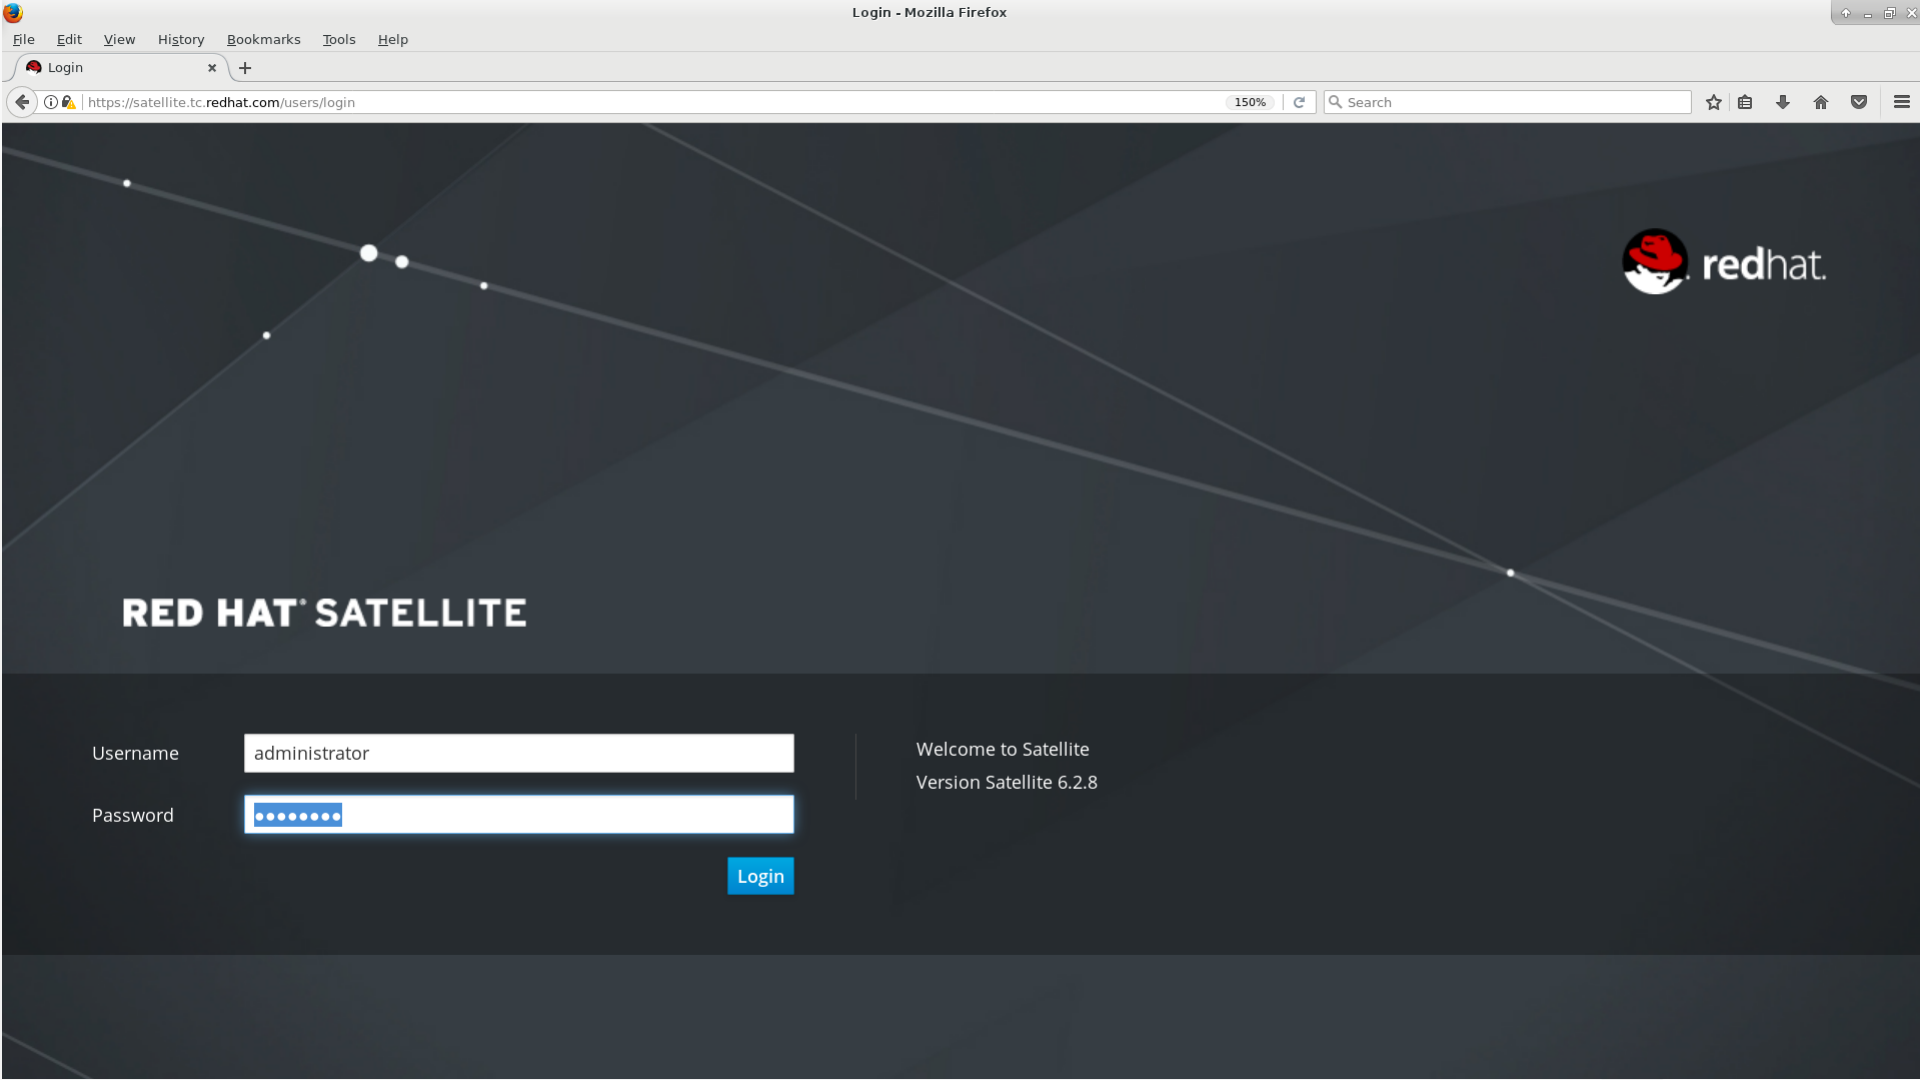 Login - Mozilla Firefox
File Edit View History Bookmarks Tools Help
Login
https://satellite.tc.redhat.com/users/login 150% Search
redhat.
RED HAT® SATELLITE
Username administrator
Password ••••••••
Login
Welcome to Satellite
Version Satellite 6.2.8